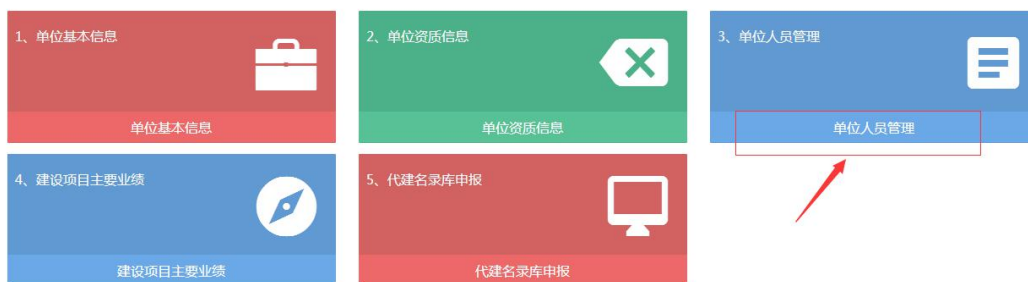 1、单位基本信息
单位基本信息
2、单位资质信息
单位资质信息
3、单位人员管理
单位人员管理
4、建设项目主要业绩
建设项目主要业绩
5、代建名录库申报
代建名录库申报